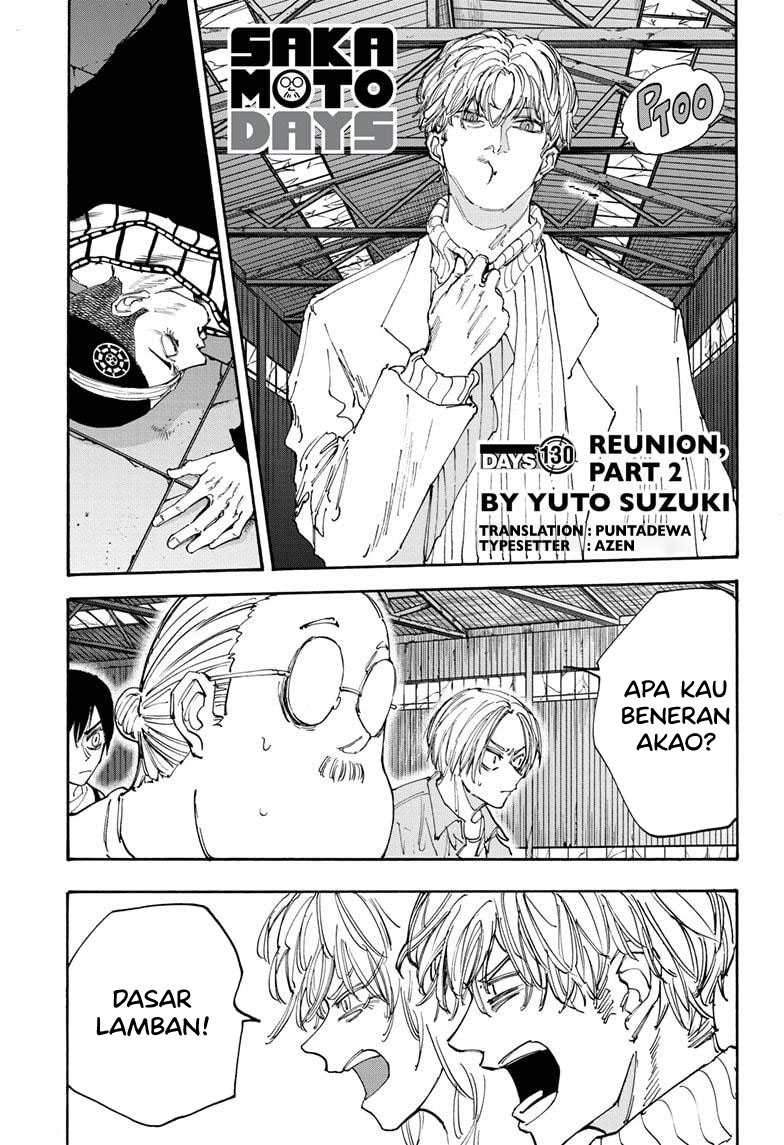 SAKA
MOTO
DAYS
PTOO
DAYS 130
REUNION,
PART 2
BY YUTO SUZUKI
TRANSLATION : PUNTADEWA
TYPESETTER : AZEN
APA KAU
BENERAN
AKAO?
DASAR
LAMBAN!